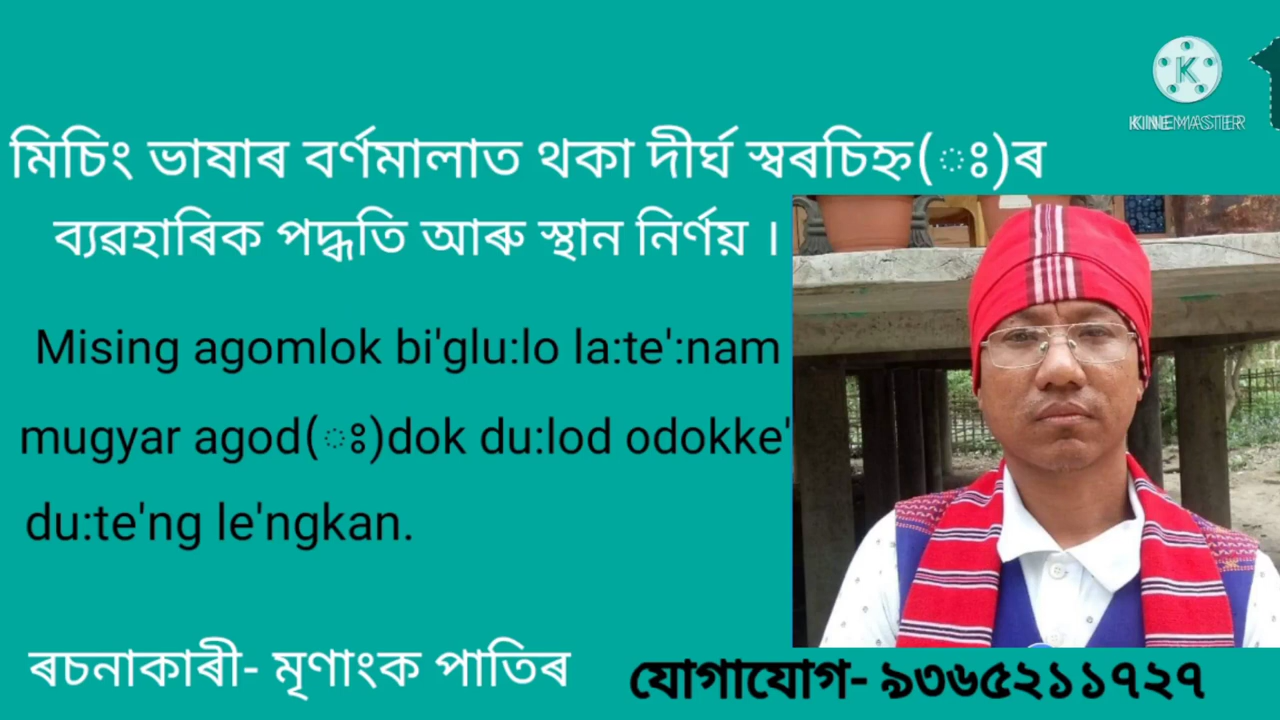 KINEMASTER
মিচিং ভাষাৰ বৰ্ণমালাত থকা দীৰ্ঘ স্বৰচিহ্ন(ঃ)ৰ
ব্যৱহাৰিক পদ্ধতি আৰু স্থান নিৰ্ণয় ।
Mising agomlok bi'glu:lo la:te':nam
mugyar agod(ঃ)dok du:lod odokke'
du:te'ng le'ngkan.
ৰচনাকাৰী- মৃণাংক পাতিৰ
যোগাযোগ- ৯৩৬৫২১১৭২৭